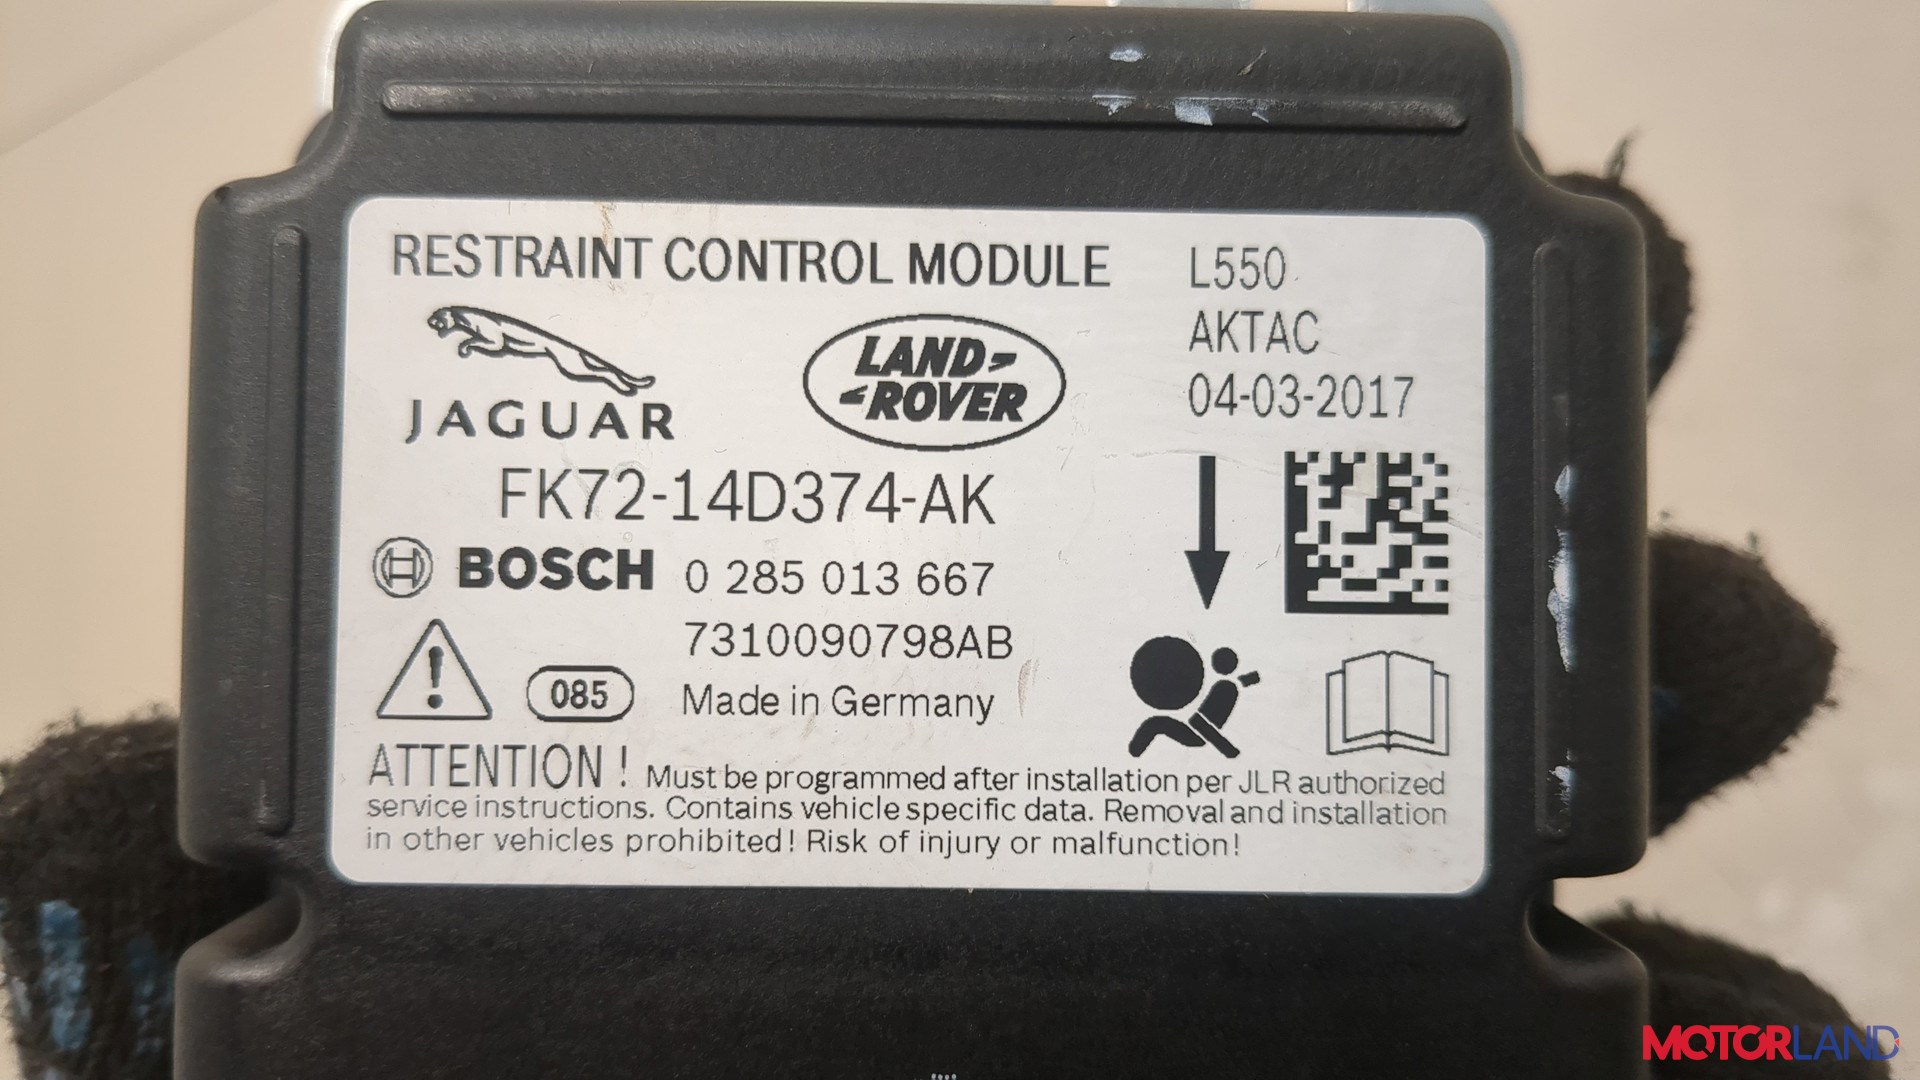 RESTRAINT CONTROL MODULE
L550
AKTAC
04-03-2017
JAGUAR
LAND
ROVER
FK72-14D374-AK
BOSCH 0 285 013 667
7310090798AB
085
Made in Germany
ATTENTION ! Must be programmed after installation per JLR authorized
service instructions. Contains vehicle specific data. Removal and installation
in other vehicles prohibited! Risk of injury or malfunction!
MOTORLAND